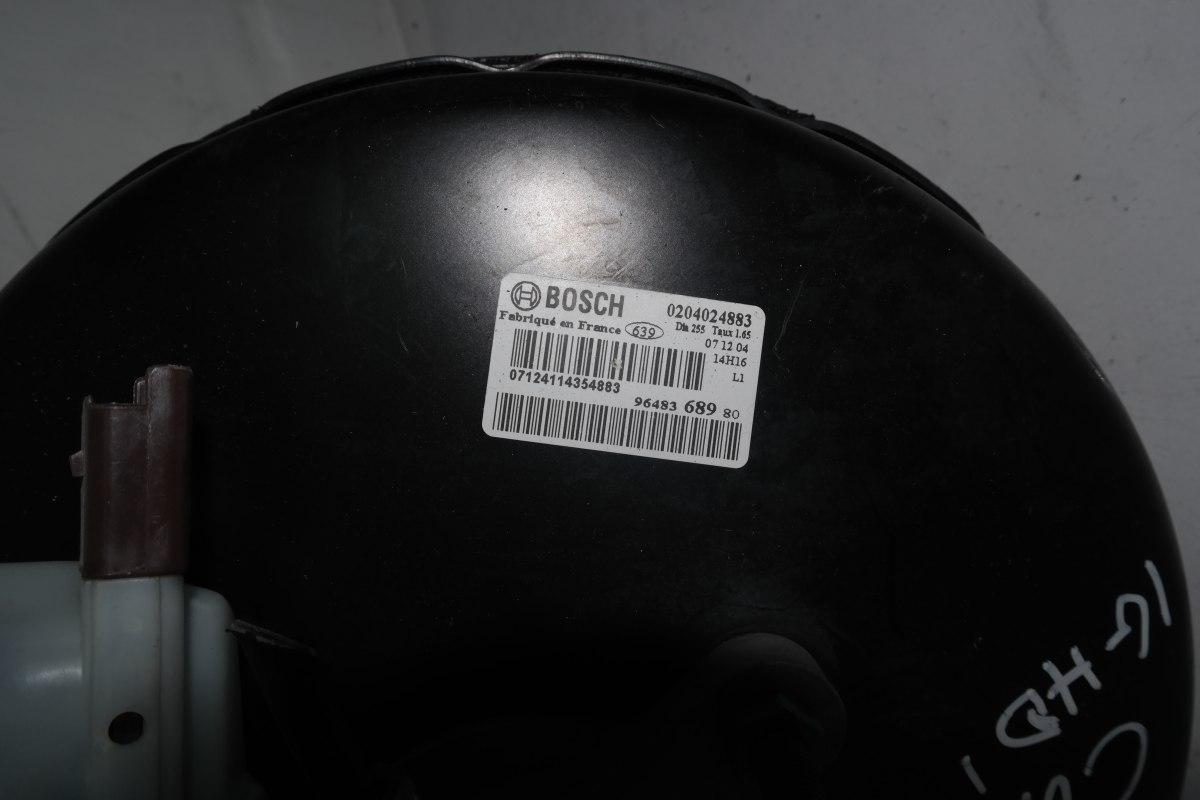 BOSCH 0204024883
Fabriqué en France 639 Dia 255 Taux 1.65
07 12 04
14H16
L1
07124114354883
96483 689 80
HD